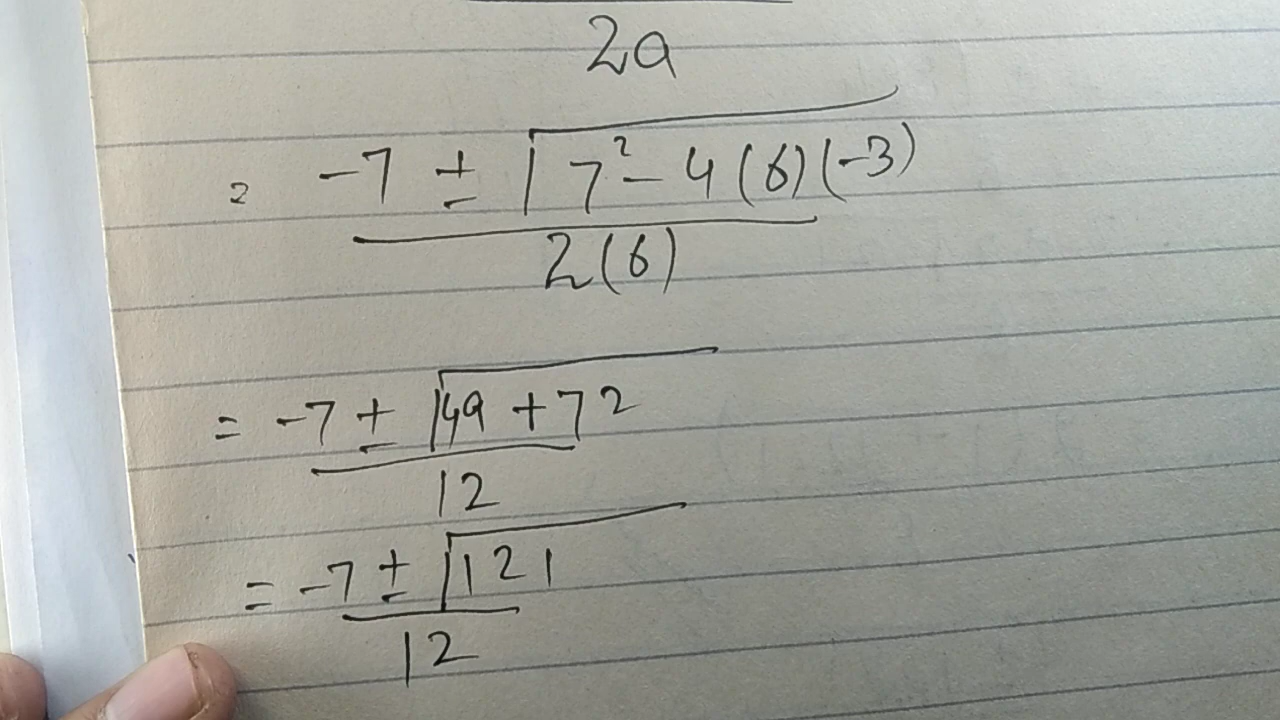 2a
= -7 ± √7² - 4(6)(-3)
2(6)
= -7 ± √49 + 72
12
= -7 ± √121
12